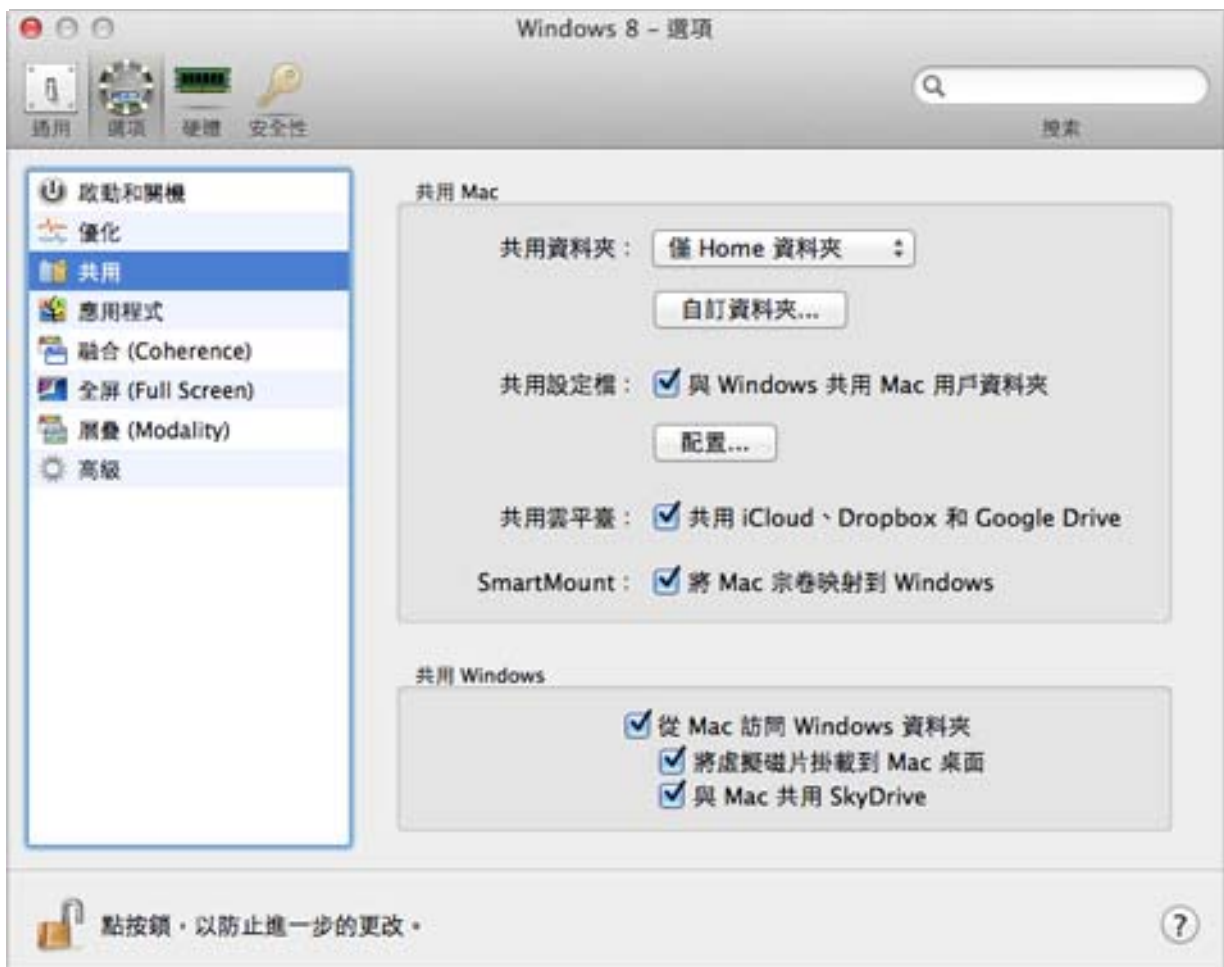 Windows 8 – 選項
通用 選項 硬體 安全性 搜索
啟動和關機
優化
共用
應用程式
融合 (Coherence)
全屏 (Full Screen)
層疊 (Modality)
高級
共用 Mac
共用資料夾： 僅 Home 資料夾
自訂資料夾...
共用設定檔： 與 Windows 共用 Mac 用戶資料夾
配置...
共用雲平臺： 共用 iCloud、Dropbox 和 Google Drive
SmartMount： 將 Mac 宗卷映射到 Windows
共用 Windows
從 Mac 訪問 Windows 資料夾
將虛擬磁片掛載到 Mac 桌面
與 Mac 共用 SkyDrive
點按鎖，以防止進一步的更改。
?